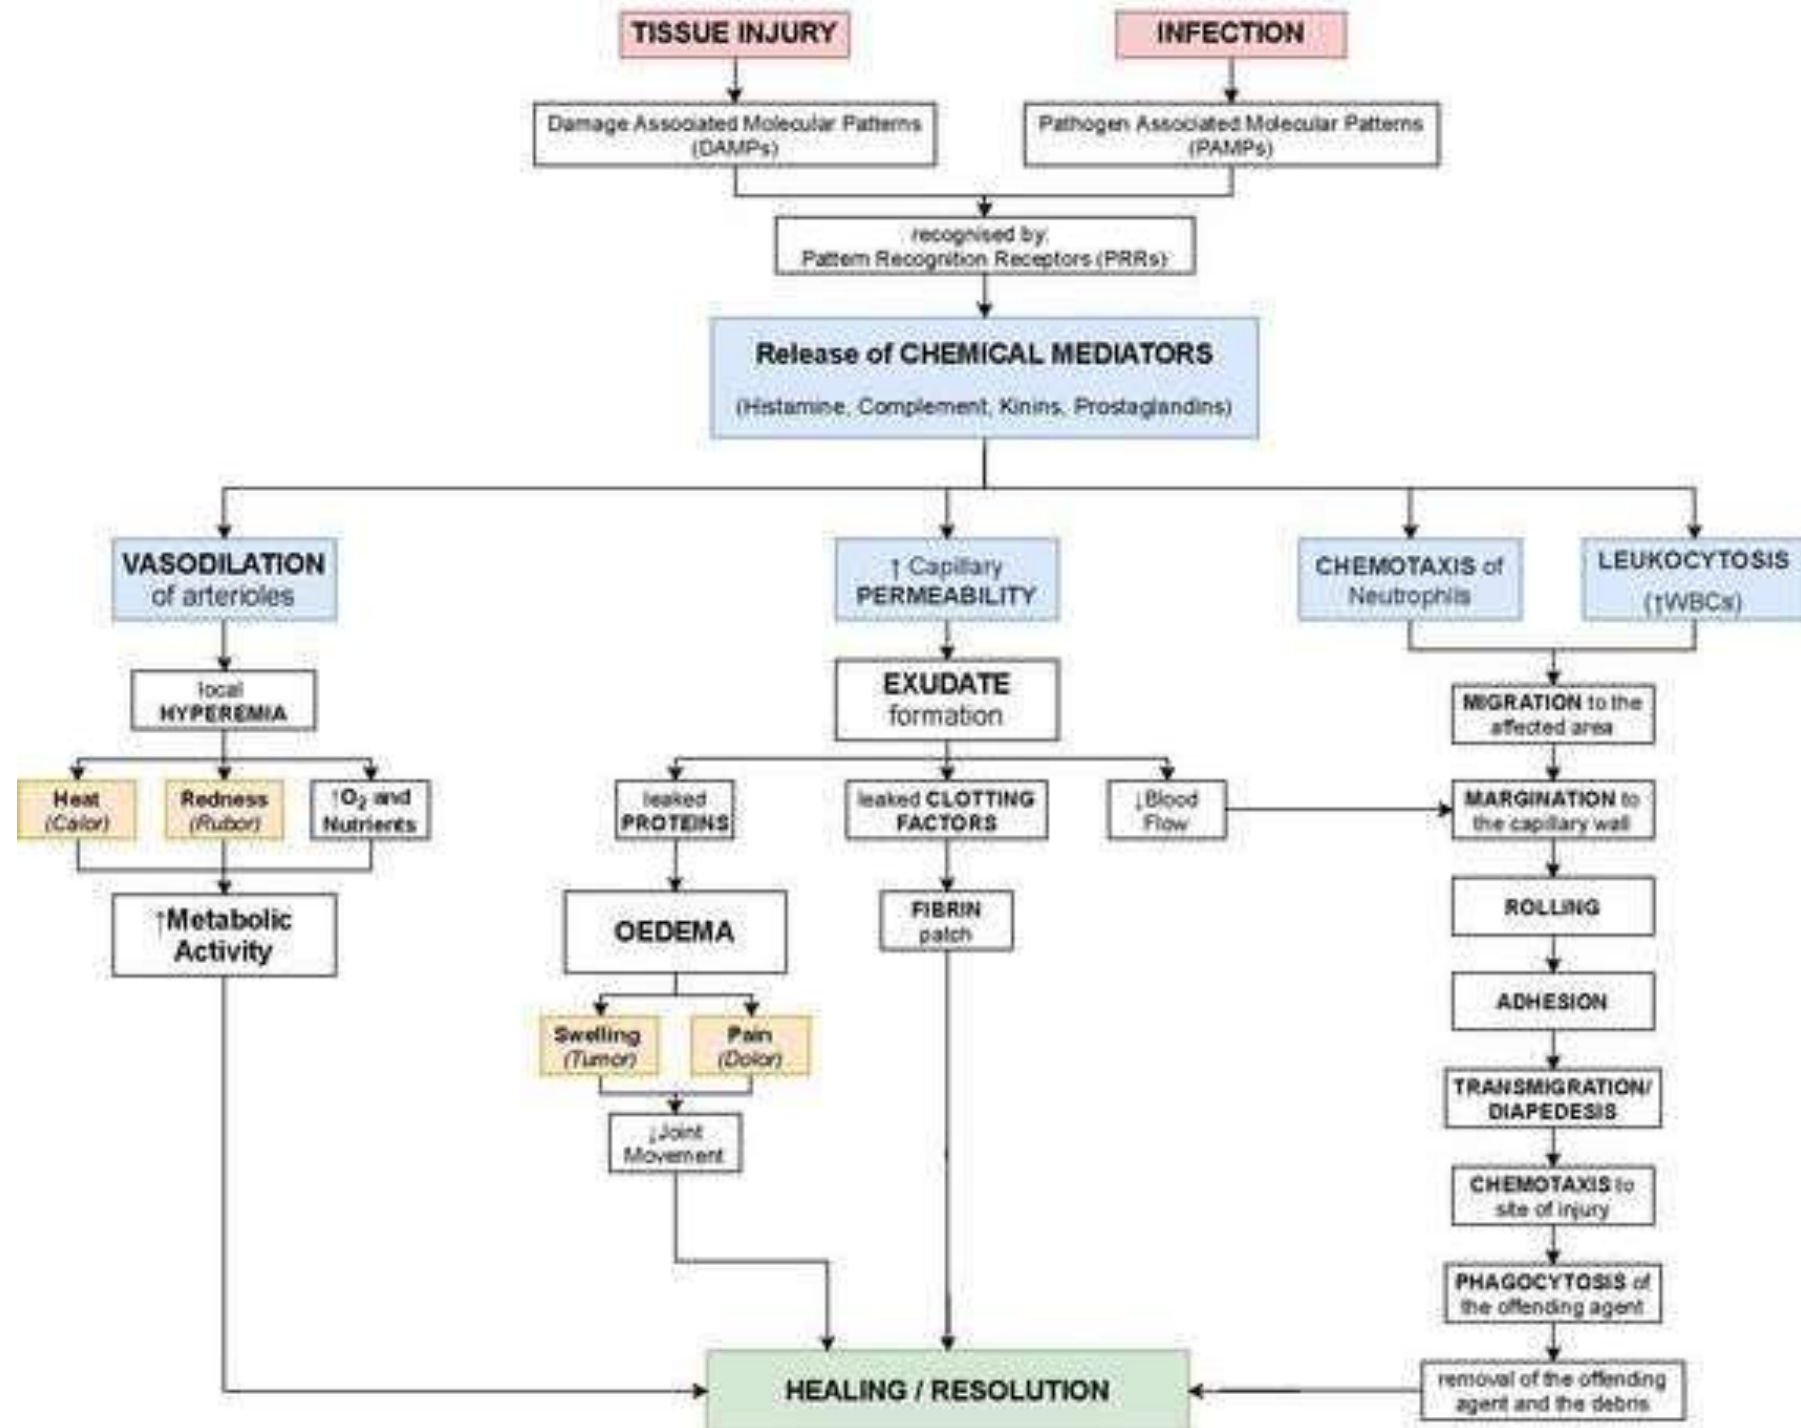 TISSUE INJURY
INFECTION
Damage Associated Molecular Patterns
(DAMPs)
Pathogen Associated Molecular Patterns
(PAMPs)
recognised by
Pattern Recognition Receptors (PRRs)
Release of CHEMICAL MEDIATORS
(Histamine, Complement, Kinins, Prostaglandins)
VASODILATION
of arterioles
↑ Capillary
PERMEABILITY
CHEMOTAXIS of
Neutrophils
LEUKOCYTOSIS
(↑WBCs)
local
HYPEREMIA
EXUDATE
formation
MIGRATION to the
affected area
Heat
(Calor)
Redness
(Rubor)
↑O₂ and
Nutrients
leaked
PROTEINS
leaked CLOTTING
FACTORS
↓Blood
Flow
MARGINATION to
the capillary wall
↑Metabolic
Activity
OEDEMA
FIBRIN
patch
ROLLING
ADHESION
Swelling
(Tumor)
Pain
(Dolor)
TRANSMIGRATION/
DIAPEDESIS
↓Joint
Movement
CHEMOTAXIS to
site of injury
PHAGOCYTOSIS of
the offending agent
HEALING / RESOLUTION
removal of the offending
agent and the debris